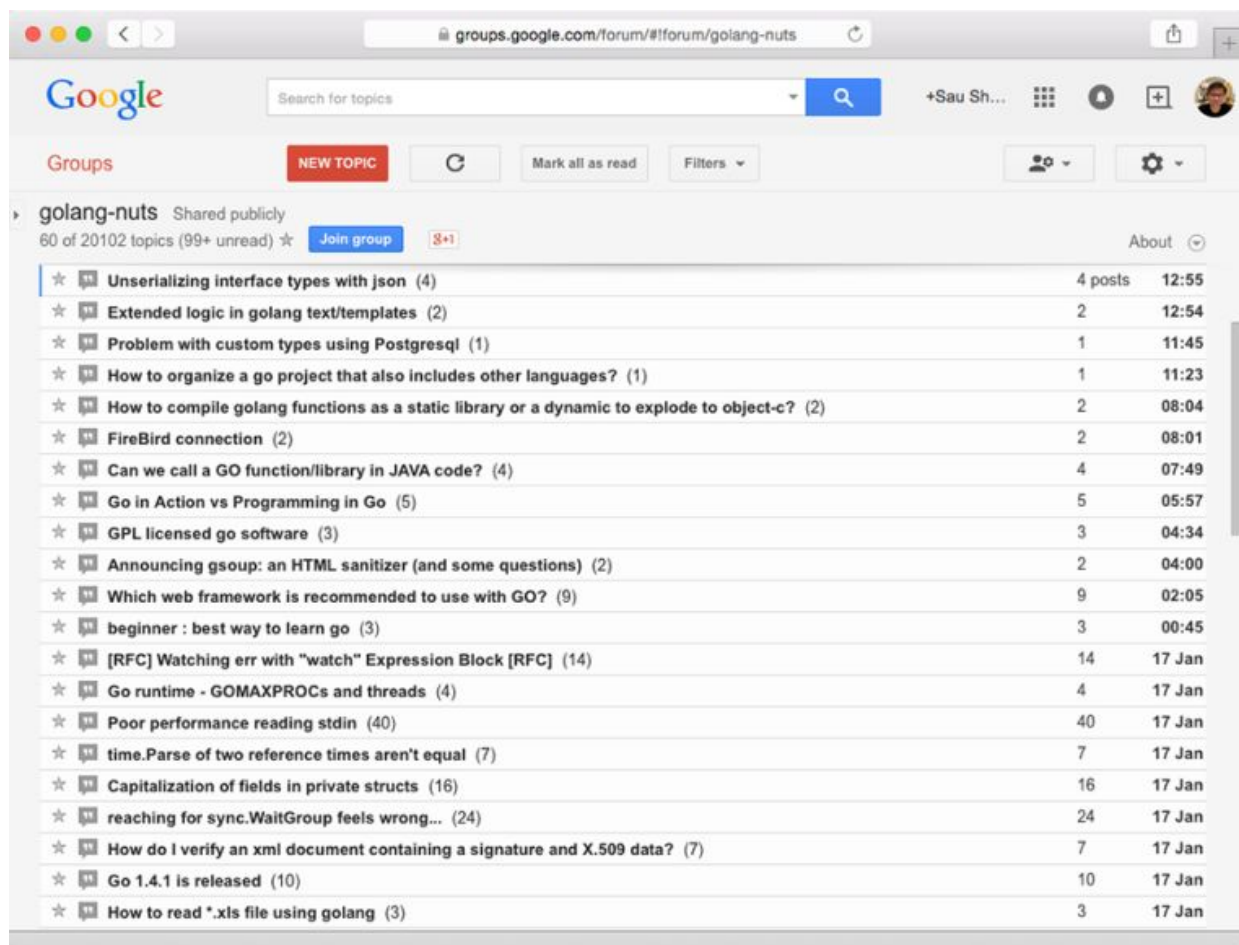 groups.google.com/forum/#!forum/golang-nuts
Google Search for topics +Sau Sh...
Groups NEW TOPIC Mark all as read Filters
golang-nuts Shared publicly
60 of 20102 topics (99+ unread) Join group g+1 About
Unserializing interface types with json (4) 4 posts 12:55
Extended logic in golang text/templates (2) 2 12:54
Problem with custom types using Postgresql (1) 1 11:45
How to organize a go project that also includes other languages? (1) 1 11:23
How to compile golang functions as a static library or a dynamic to explode to object-c? (2) 2 08:04
FireBird connection (2) 2 08:01
Can we call a GO function/library in JAVA code? (4) 4 07:49
Go in Action vs Programming in Go (5) 5 05:57
GPL licensed go software (3) 3 04:34
Announcing gsoup: an HTML sanitizer (and some questions) (2) 2 04:00
Which web framework is recommended to use with GO? (9) 9 02:05
beginner : best way to learn go (3) 3 00:45
[RFC] Watching err with "watch" Expression Block [RFC] (14) 14 17 Jan
Go runtime - GOMAXPROCs and threads (4) 4 17 Jan
Poor performance reading stdin (40) 40 17 Jan
time.Parse of two reference times aren't equal (7) 7 17 Jan
Capitalization of fields in private structs (16) 16 17 Jan
reaching for sync.WaitGroup feels wrong... (24) 24 17 Jan
How do I verify an xml document containing a signature and X.509 data? (7) 7 17 Jan
Go 1.4.1 is released (10) 10 17 Jan
How to read *.xls file using golang (3) 3 17 Jan